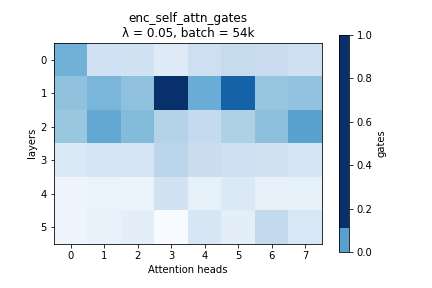 enc_self_attn_gates
λ = 0.05, batch = 54k
layers
0
1
2
3
4
5
0 1 2 3 4 5 6 7
Attention heads
1.0
0.8
0.6
0.4
0.2
0.0
gates